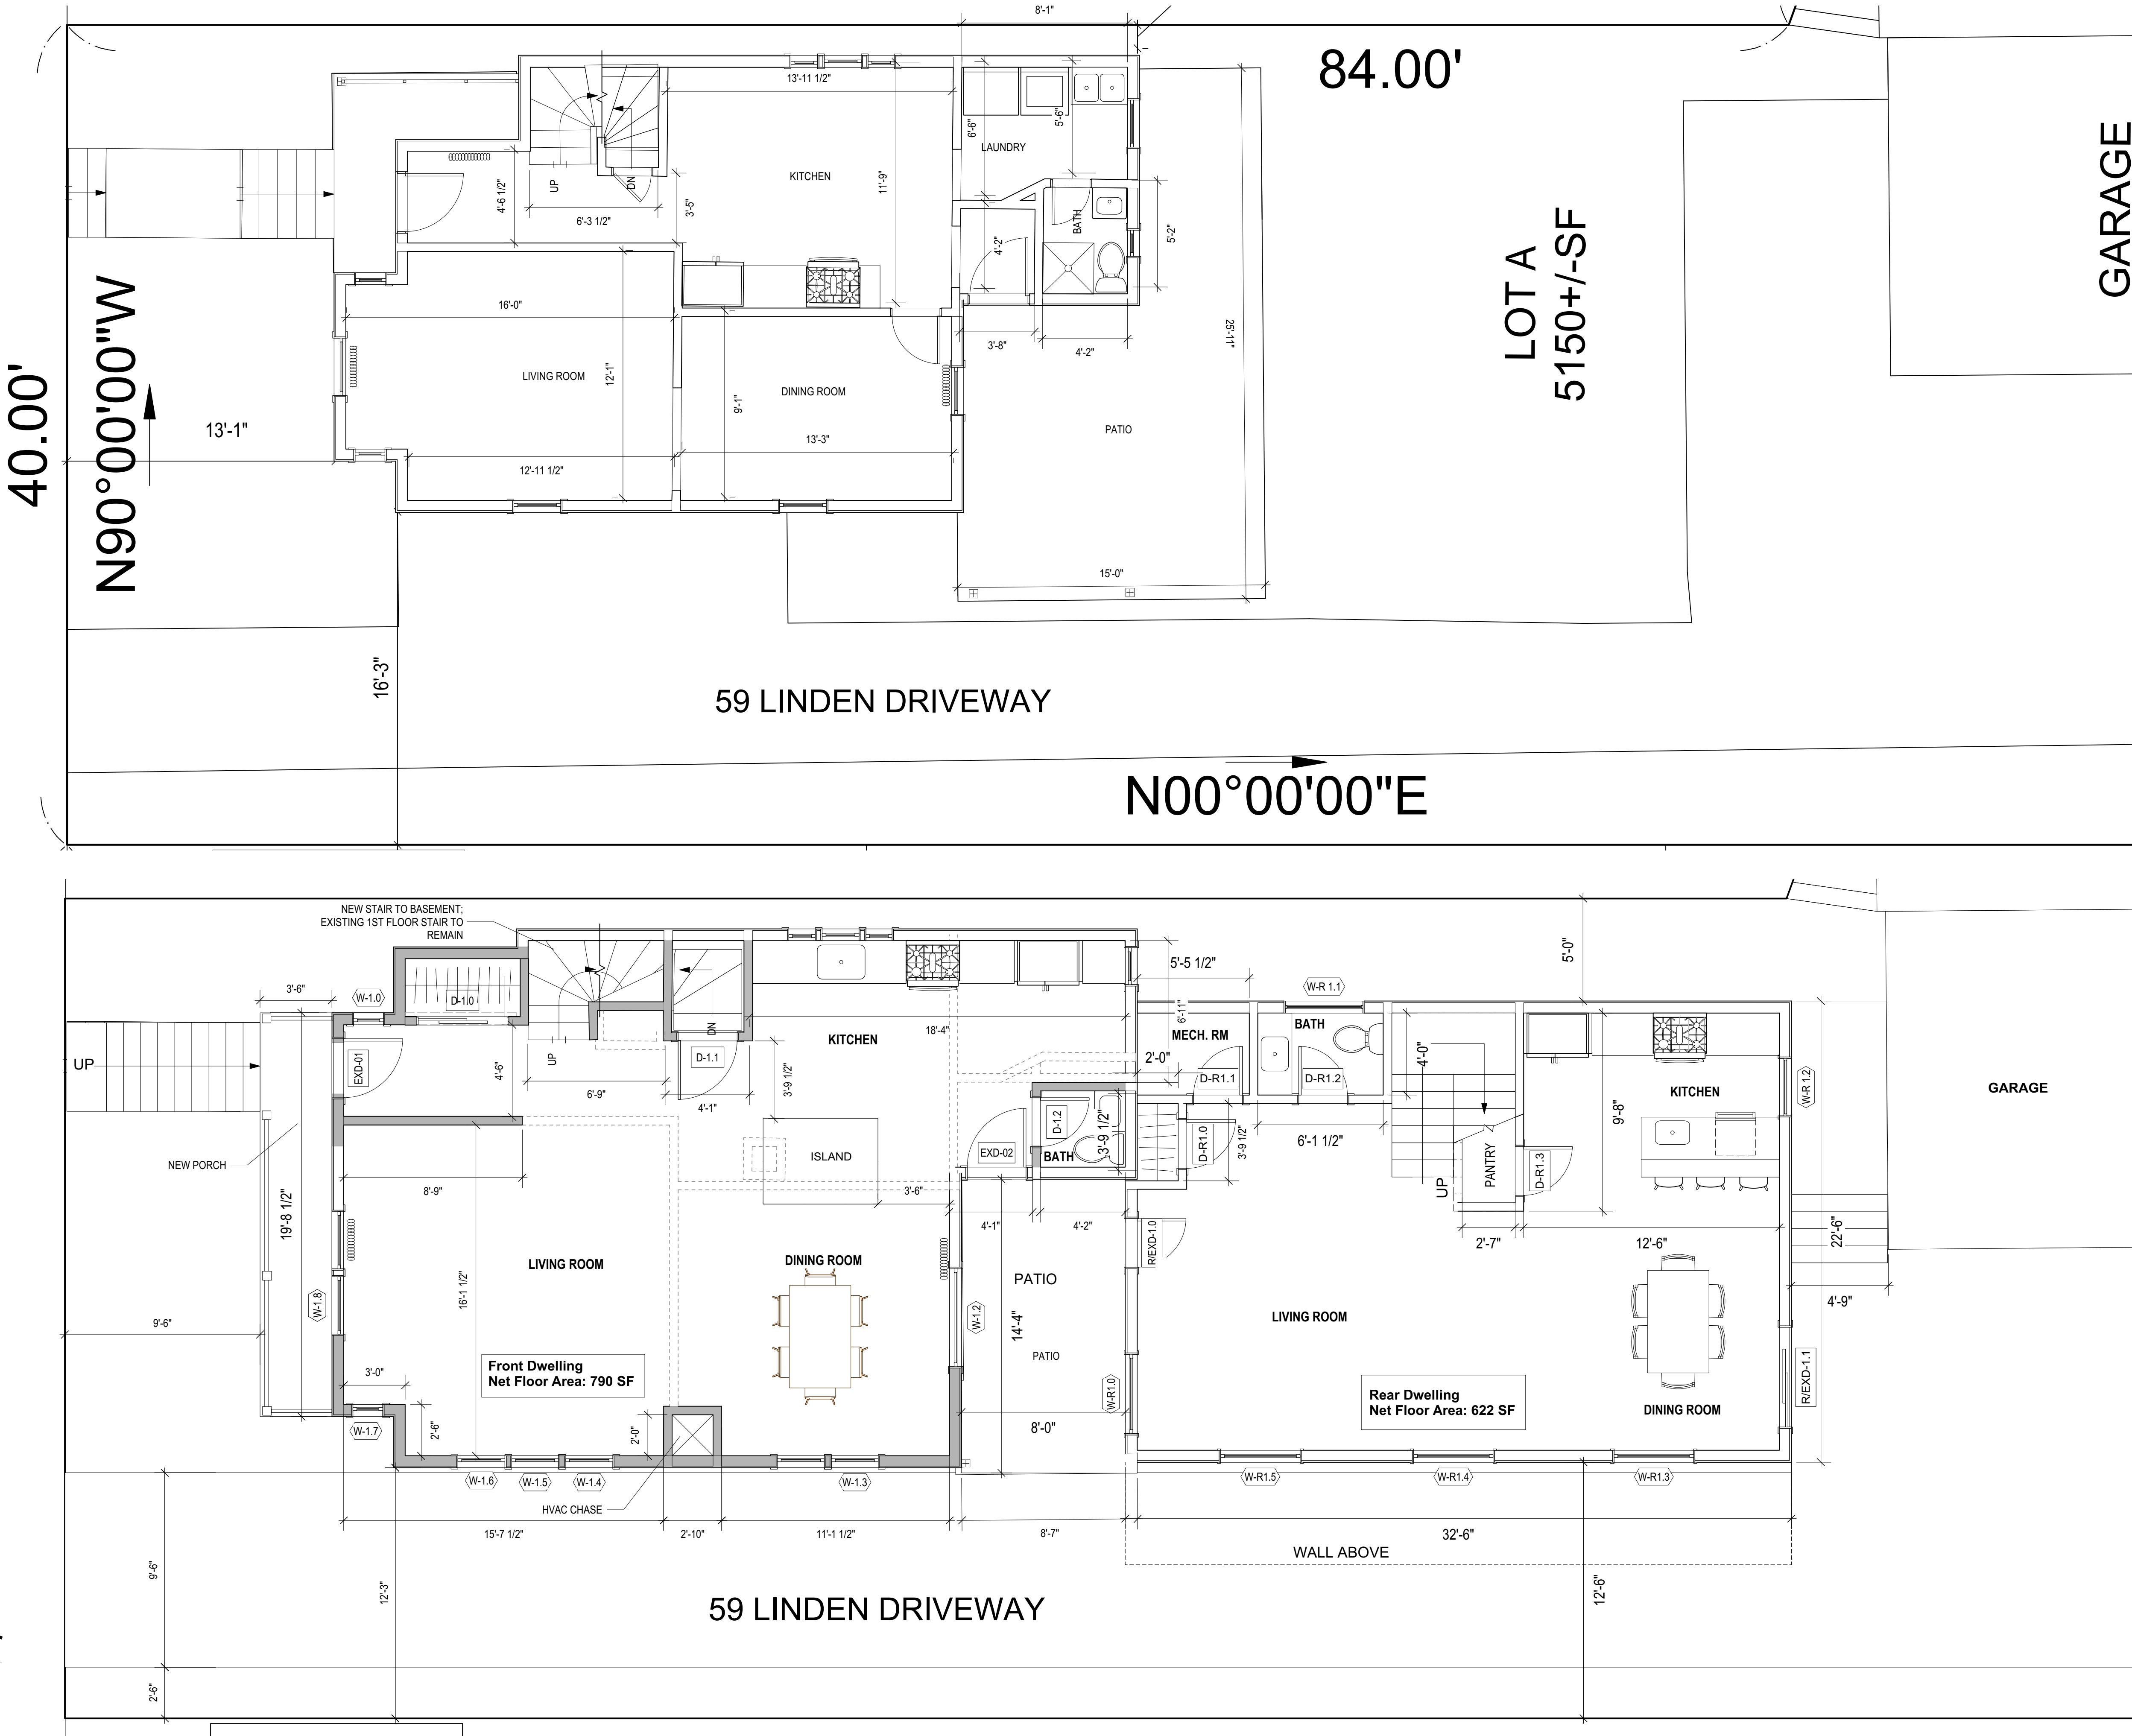 8'-1"
84.00'
13'-11 1/2"
6'-6"
5'-6"
LAUNDRY
KITCHEN
11'-9"
4'-6 1/2"
UP
DN
6'-3 1/2"
3'-5"
BATH
4'-2"
5'-2"
GARAGE
LOT A
5150+/-SF
40.00'
N90°00'00"W
13'-1"
16'-0"
LIVING ROOM
12'-1"
9'-1"
DINING ROOM
13'-3"
12'-11 1/2"
3'-8"
4'-2"
25'-11"
PATIO
15'-0"
16'-3"
59 LINDEN DRIVEWAY
N00°00'00"E
NEW STAIR TO BASEMENT;
EXISTING 1ST FLOOR STAIR TO
REMAIN
3'-6"
W-1.0
D-1.0
UP
EXD-01
4'-6"
UP
6'-9"
DN
D-1.1
4'-1"
3'-9 1/2"
KITCHEN
18'-4"
6'-11"
5'-5 1/2"
2'-0"
MECH. RM
D-R1.1
BATH
W-R 1.1
D-R1.2
4'-0"
5'-0"
KITCHEN
9'-8"
W-R 1.2
GARAGE
NEW PORCH
8'-9"
19'-8 1/2"
ISLAND
3'-6"
EXD-02
D-1.2
BATH
3'-9 1/2"
4'-1"
4'-2"
D-R1.0
3'-9 1/2"
6'-1 1/2"
UP
PANTRY
D-R1.3
2'-7"
12'-6"
22'-6"
4'-9"
R/EXD-1.0
LIVING ROOM
16'-1 1/2"
DINING ROOM
PATIO
W-1.2
14'-4"
PATIO
W-1.8
9'-6"
3'-0"
Front Dwelling
Net Floor Area: 790 SF
LIVING ROOM
Rear Dwelling
Net Floor Area: 622 SF
DINING ROOM
R/EXD-1.1
W-R1.0
8'-0"
W-1.7
2'-6"
2'-0"
W-1.6
W-1.5
W-1.4
W-1.3
W-R1.5
W-R1.4
W-R1.3
HVAC CHASE
15'-7 1/2"
2'-10"
11'-1 1/2"
8'-7"
32'-6"
WALL ABOVE
9'-6"
12'-3"
12'-6"
59 LINDEN DRIVEWAY
2'-6"